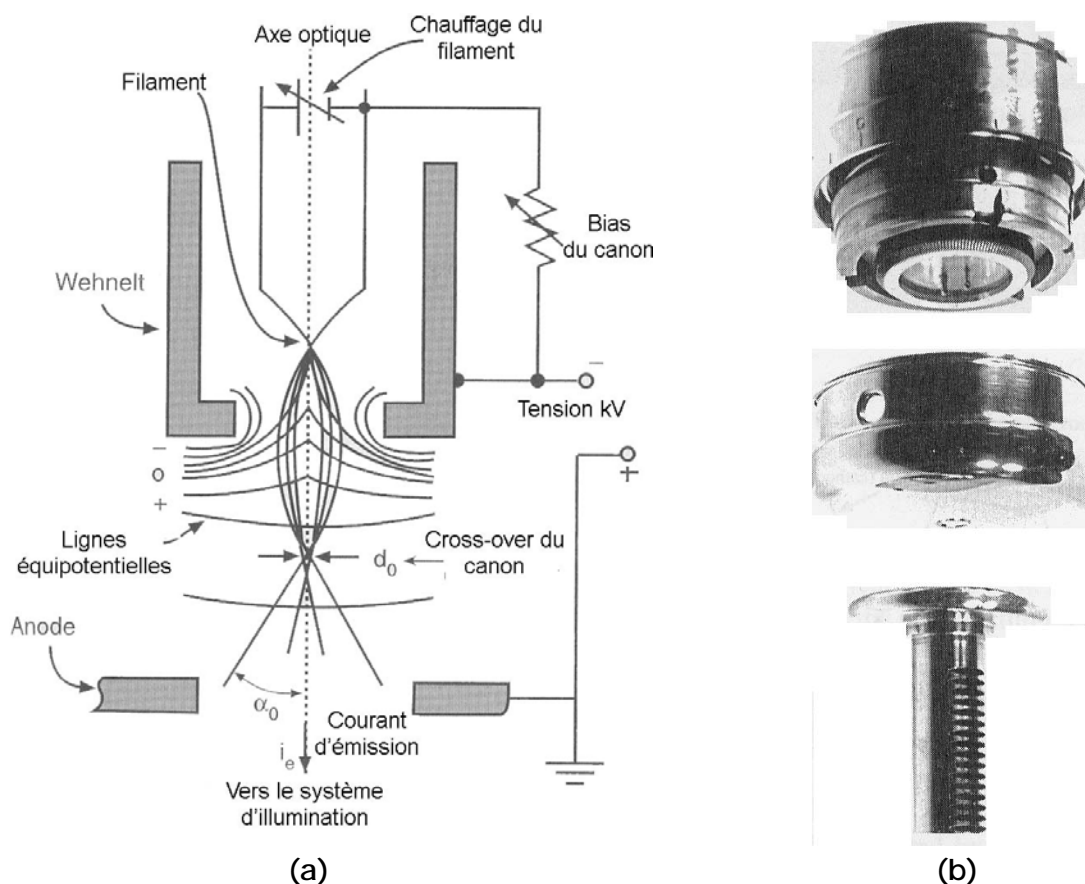 Axe optique
Chauffage du
filament
Filament
Bias
du canon
Wehnelt
−
Tension kV
+
−
o
+
Lignes
équipotentielles
d₀
Cross-over du
canon
Anode
α₀
Courant
d'émission
iₑ
Vers le système
d'illumination
(a)
(b)